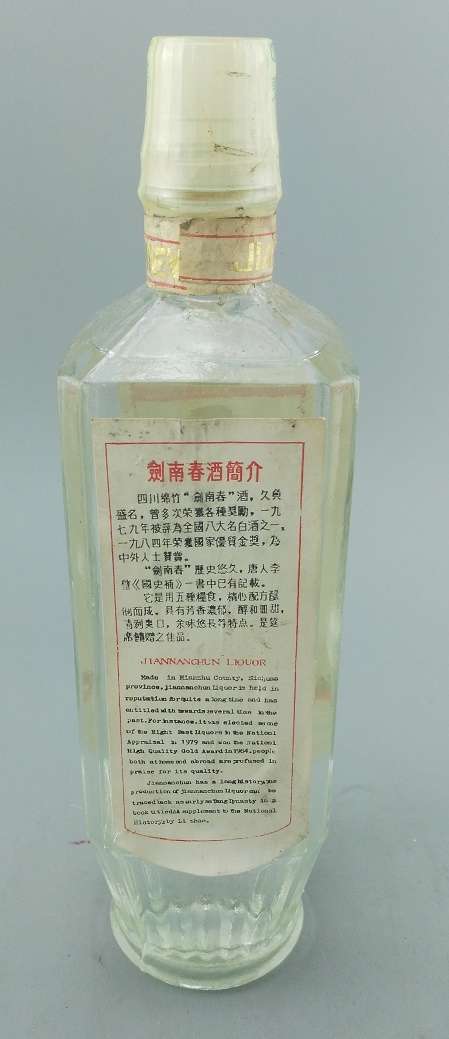 劍南春酒簡介
四川绵竹“劍南春”酒，久負
盛名，曾多次榮獲各種獎勵，一九
七九年被評為全國八大名白酒之一，
一九八四年荣獲國家優質金獎，为
中外人士賛賞。
“劍南春”歷史悠久，唐人李
肇《國史補》一書中已有記載。
它是用五種糧食，精心配方釀
制而成。具有芳香濃郁、醇和回甜，
清洌爽口，余味悠長等特点。是筵
席饋贈之佳品。
JIANNANCHUN LIQUOR
Made in Mianzhu County, Sichuan
province, jiannanchun Liquor is held in
reputation for quite a long time and has
entitled with towards several time in the
past. For instance, it was elected as one
of the Eight Best Liquors in the National
Appraisal in 1979 and won the National
High Quality Gold Award in 1984. people
both at home and abroad are profused in
praise for its quality.
Jiannanchun has a long history, the
production of jiannanchun Liquor can be
traced back as early as Tang Dynasty in a
book titled A supplement to the National
History by Li zhao.